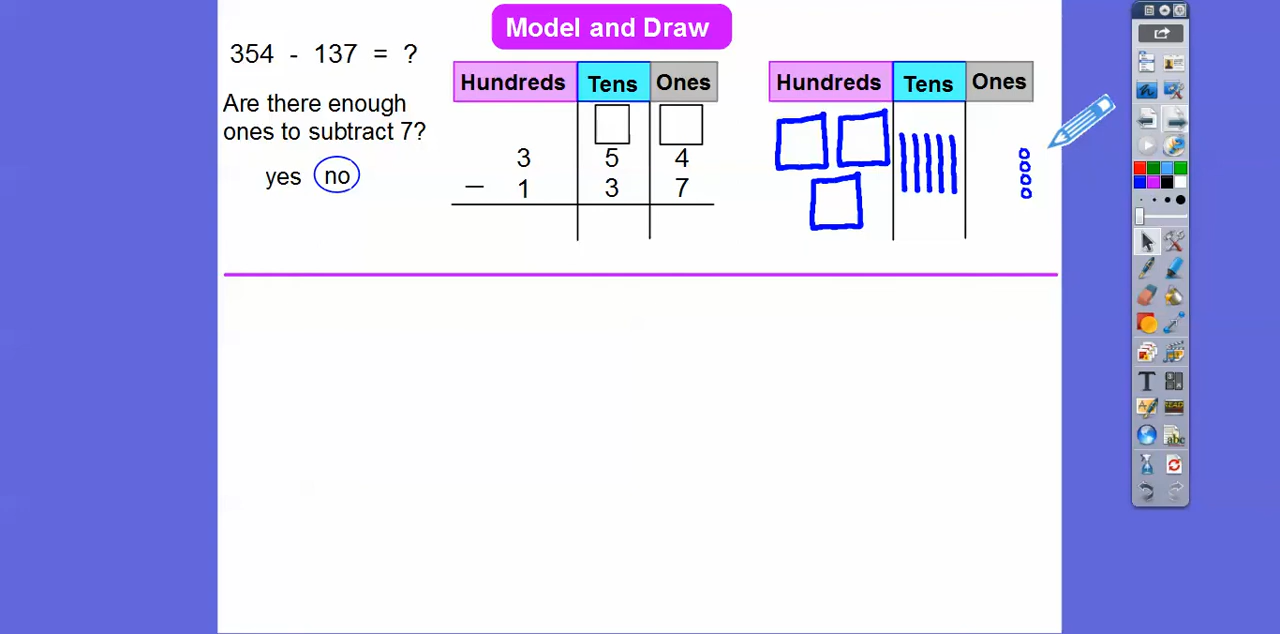 Model and Draw
354 - 137 = ?
Are there enough
ones to subtract 7?
yes no
Hundreds Tens Ones
3 5 4
— 1 3 7
Hundreds Tens Ones
T
abc